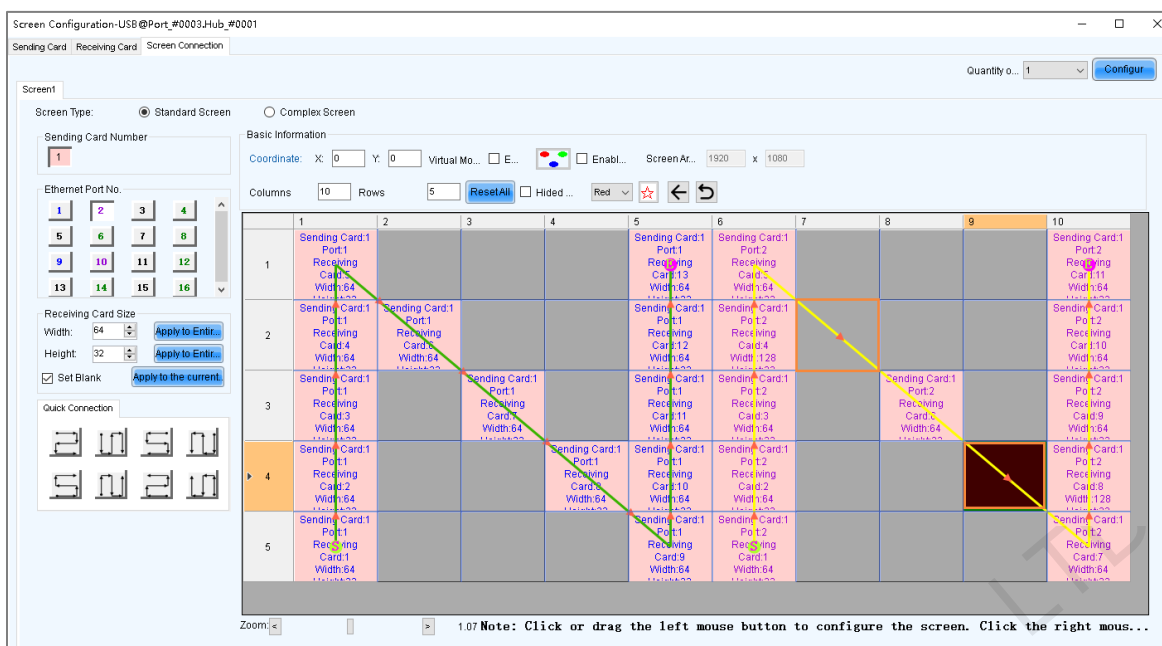 Screen Configuration-USB@Port_#0003.Hub_#0001
Sending Card Receiving Card Screen Connection
Quantity o... 1 Configur
Screen1
Screen Type: Standard Screen Complex Screen
Sending Card Number
1
Basic Information
Coordinate: X: 0 Y: 0 Virtual Mo... E... Enabl... Screen Ar... 1920 x 1080
Columns 10 Rows 5 ResetAll Hided ... Red
Ethernet Port No.
1 2 3 4
5 6 7 8
9 10 11 12
13 14 15 16
Receiving Card Size
Width: 64 Apply to Entir...
Height: 32 Apply to Entir...
Set Blank Apply to the current.
Quick Connection
1 2 3 4 5 6 7 8 9 10
1
Sending Card:1 Sending Card:1 Sending Card:1 Sending Card:1
Port:1 Port:1 Port:2 Port:2
Receiving Receiving Receiving Receiving
Card:5 Card:13 Card:5 Card:11
Width:64 Width:64 Width:64 Width:64
2
Sending Card:1 Sending Card:1 Sending Card:1 Sending Card:1 Sending Card:1
Port:1 Port:1 Port:1 Port:2 Port:2
Receiving Receiving Receiving Receiving Receiving
Card:4 Card:6 Card:12 Card:4 Card:10
Width:64 Width:64 Width:64 Width:128 Width:64
3
Sending Card:1 Sending Card:1 Sending Card:1 Sending Card:1 Sending Card:1 Sending Card:1
Port:1 Port:1 Port:1 Port:2 Port:2 Port:2
Receiving Receiving Receiving Receiving Receiving Receiving
Card:3 Card:7 Card:11 Card:3 Card:6 Card:9
Width:64 Width:64 Width:64 Width:64 Width:64 Width:64
4
Sending Card:1 Sending Card:1 Sending Card:1 Sending Card:1 Sending Card:1
Port:1 Port:1 Port:1 Port:2 Port:2
Receiving Receiving Receiving Receiving Receiving
Card:2 Card:8 Card:10 Card:2 Card:8
Width:64 Width:64 Width:64 Width:64 Width:128
5
Sending Card:1 Sending Card:1 Sending Card:1 Sending Card:1
Port:1 Port:1 Port:2 Port:2
Receiving Receiving Receiving Receiving
Card:1 Card:9 Card:1 Card:7
Width:64 Width:64 Width:64 Width:64
Zoom: < > 1.07 Note: Click or drag the left mouse button to configure the screen. Click the right mous...
LTD